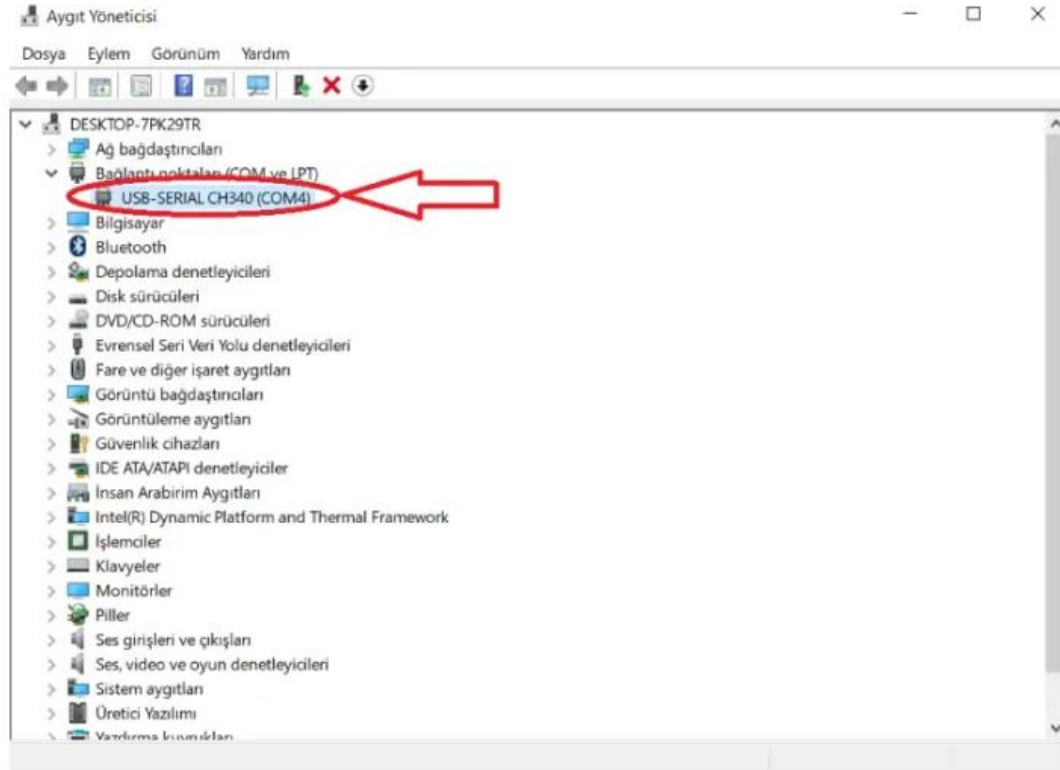 Aygıt Yöneticisi
Dosya Eylem Görünüm Yardım
DESKTOP-7PK29TR
Ağ bağdaştırıcıları
Bağlantı noktaları (COM ve LPT)
USB-SERIAL CH340 (COM4)
Bilgisayar
Bluetooth
Depolama denetleyicileri
Disk sürücüleri
DVD/CD-ROM sürücüleri
Evrensel Seri Veri Yolu denetleyicileri
Fare ve diğer işaret aygıtları
Görüntü bağdaştırıcıları
Görüntüleme aygıtları
Güvenlik cihazları
IDE ATA/ATAPI denetleyiciler
İnsan Arabirim Aygıtları
Intel(R) Dynamic Platform and Thermal Framework
İşlemciler
Klavyeler
Monitörler
Piller
Ses girişleri ve çıkışları
Ses, video ve oyun denetleyicileri
Sistem aygıtları
Üretici Yazılımı
Yazdırma kuyrukları